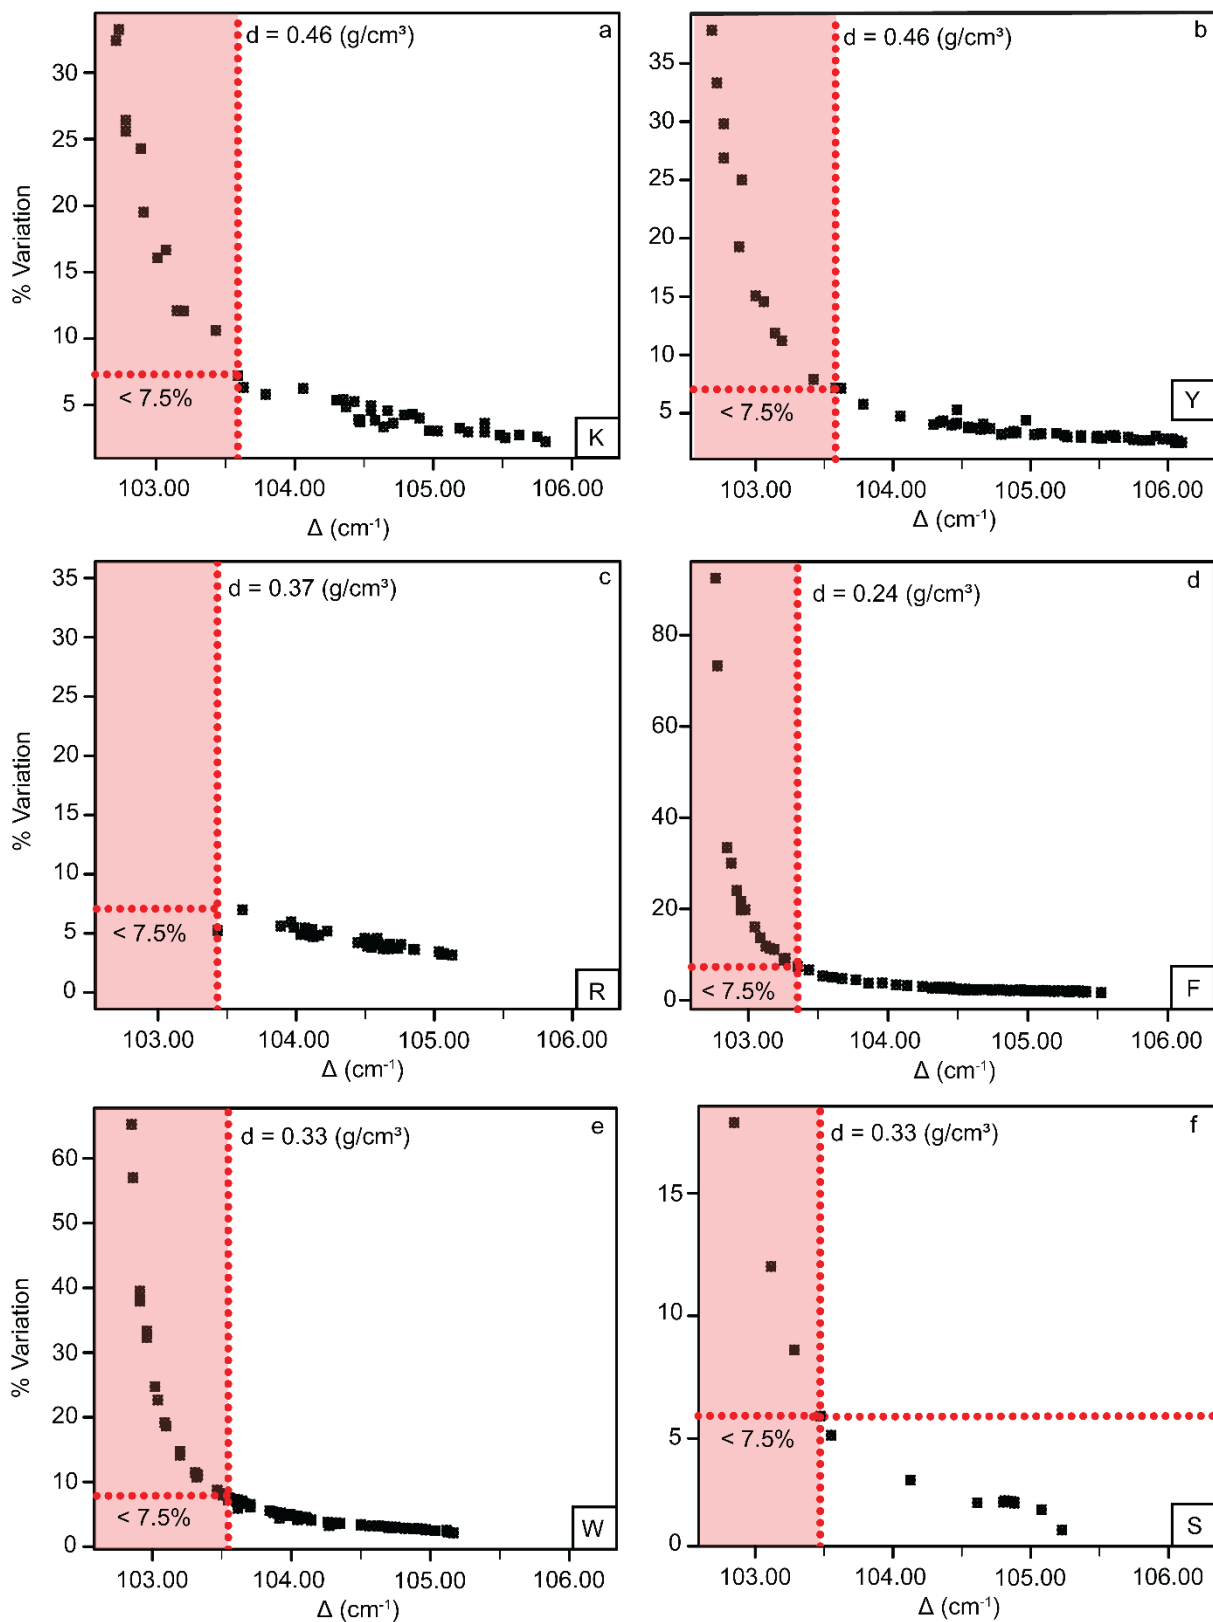 d = 0.46 (g/cm³)
a
% Variation
30
25
20
15
10
5
< 7.5%
K
103.00
104.00
105.00
106.00
Δ (cm⁻¹)
d = 0.46 (g/cm³)
b
35
30
25
20
15
10
5
< 7.5%
Y
103.00
104.00
105.00
106.00
Δ (cm⁻¹)
d = 0.37 (g/cm³)
c
% Variation
35
30
25
20
15
10
5
0
< 7.5%
R
103.00
104.00
105.00
106.00
Δ (cm⁻¹)
d = 0.24 (g/cm³)
d
80
60
40
20
0
< 7.5%
F
103.00
104.00
105.00
106.00
Δ (cm⁻¹)
d = 0.33 (g/cm³)
e
% Variation
60
50
40
30
20
10
0
< 7.5%
W
103.00
104.00
105.00
106.00
Δ (cm⁻¹)
d = 0.33 (g/cm³)
f
15
10
5
0
< 7.5%
S
103.00
104.00
105.00
106.00
Δ (cm⁻¹)